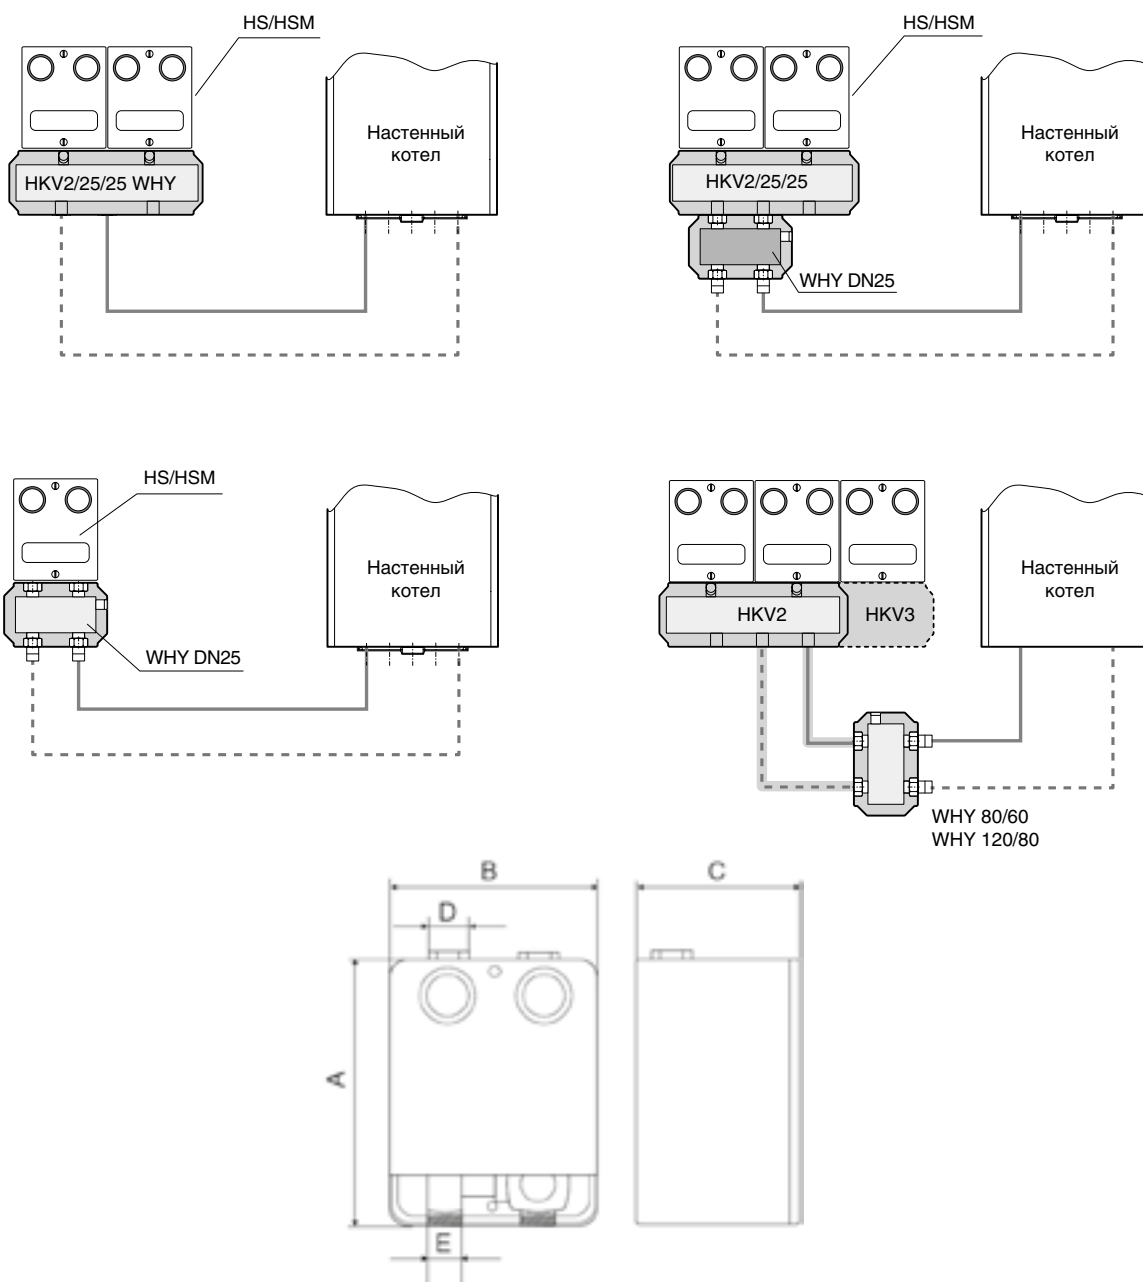 HS/HSM
Настенный
котел
HKV2/25/25 WHY
HS/HSM
Настенный
котел
HKV2/25/25
WHY DN25
HS/HSM
Настенный
котел
WHY DN25
Настенный
котел
HKV2
HKV3
WHY 80/60
WHY 120/80
B
C
D
A
E